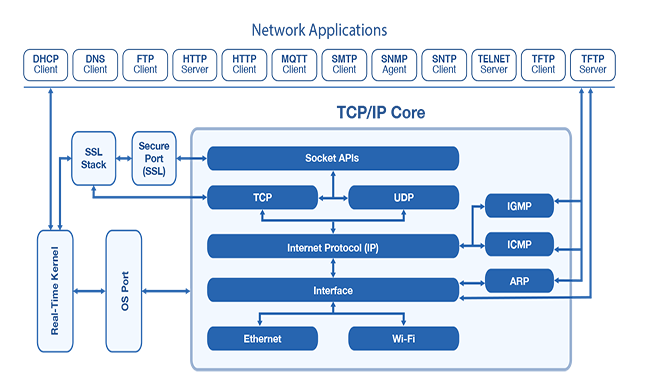 Network Applications
DHCP
Client
DNS
Client
FTP
Client
HTTP
Server
HTTP
Client
MQTT
Client
SMTP
Client
SNMP
Agent
SNTP
Client
TELNET
Server
TFTP
Client
TFTP
Server
TCP/IP Core
SSL
Stack
Secure
Port
(SSL)
Socket APIs
TCP
UDP
IGMP
Internet Protocol (IP)
ICMP
Real-Time Kernel
OS Port
Interface
ARP
Ethernet
Wi-Fi